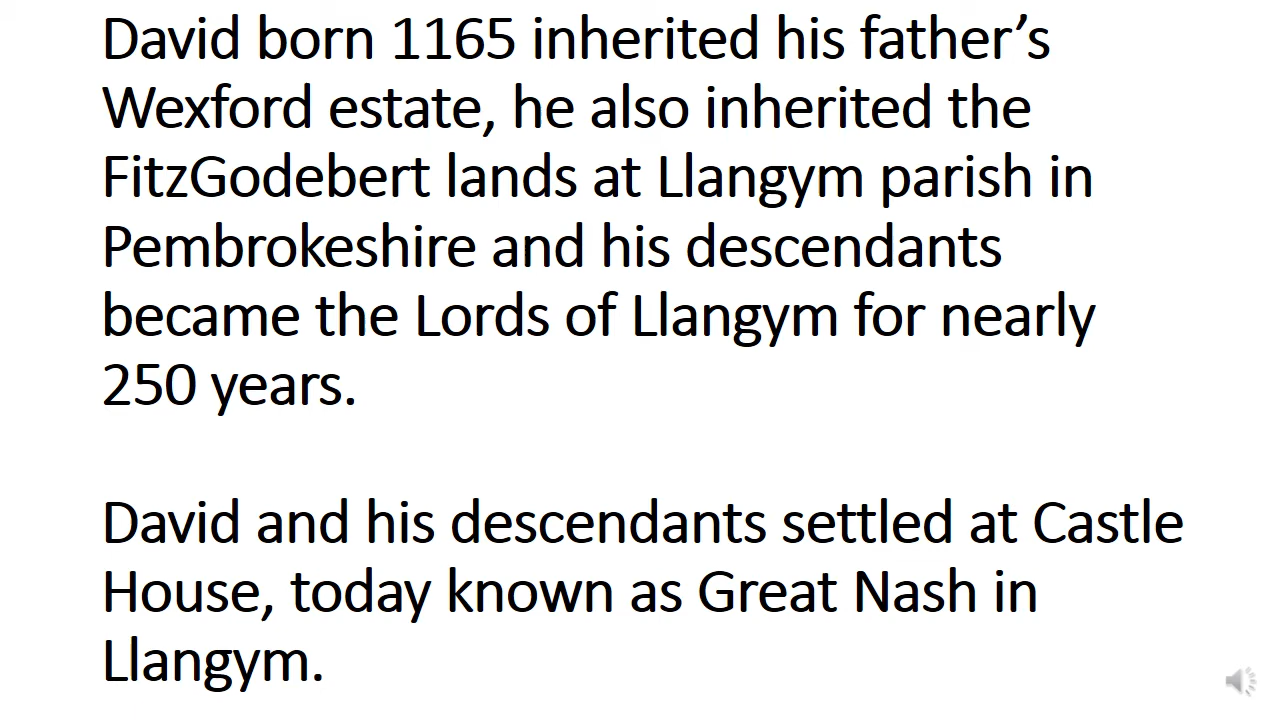 David born 1165 inherited his father’s
Wexford estate, he also inherited the
FitzGodebert lands at Llangym parish in
Pembrokeshire and his descendants
became the Lords of Llangym for nearly
250 years.
David and his descendants settled at Castle
House, today known as Great Nash in
Llangym.